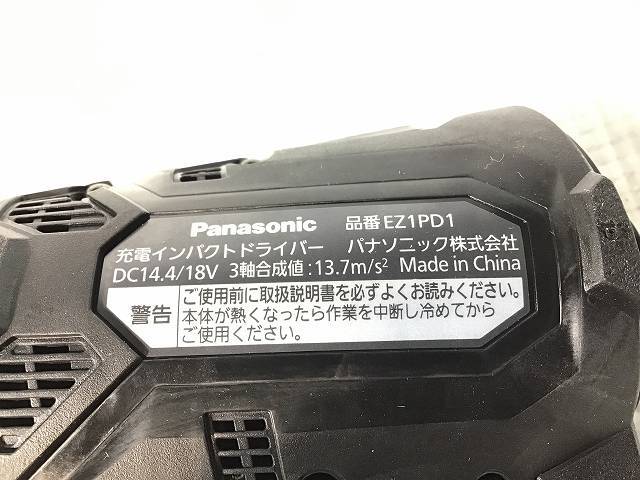 Panasonic 品番 EZ1PD1
充電インパクトドライバー パナソニック株式会社
DC14.4/18V 3軸合成値:13.7m/s² Made in China
警告 ご使用前に取扱説明書を必ずよくお読みください。
本体が熱くなったら作業を中断し冷めてから
ご使用ください。